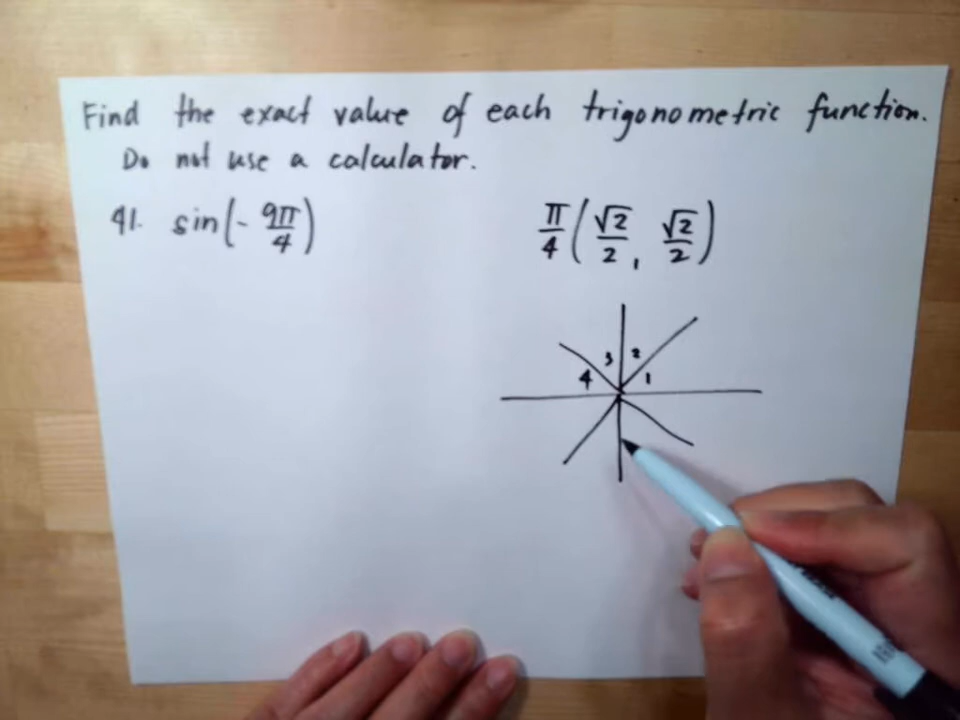 Find the exact value of each trigonometric function.
Do not use a calculator.
41. sin(-9π/4)
π/4 (√2/2, √2/2)
3 2
4 1